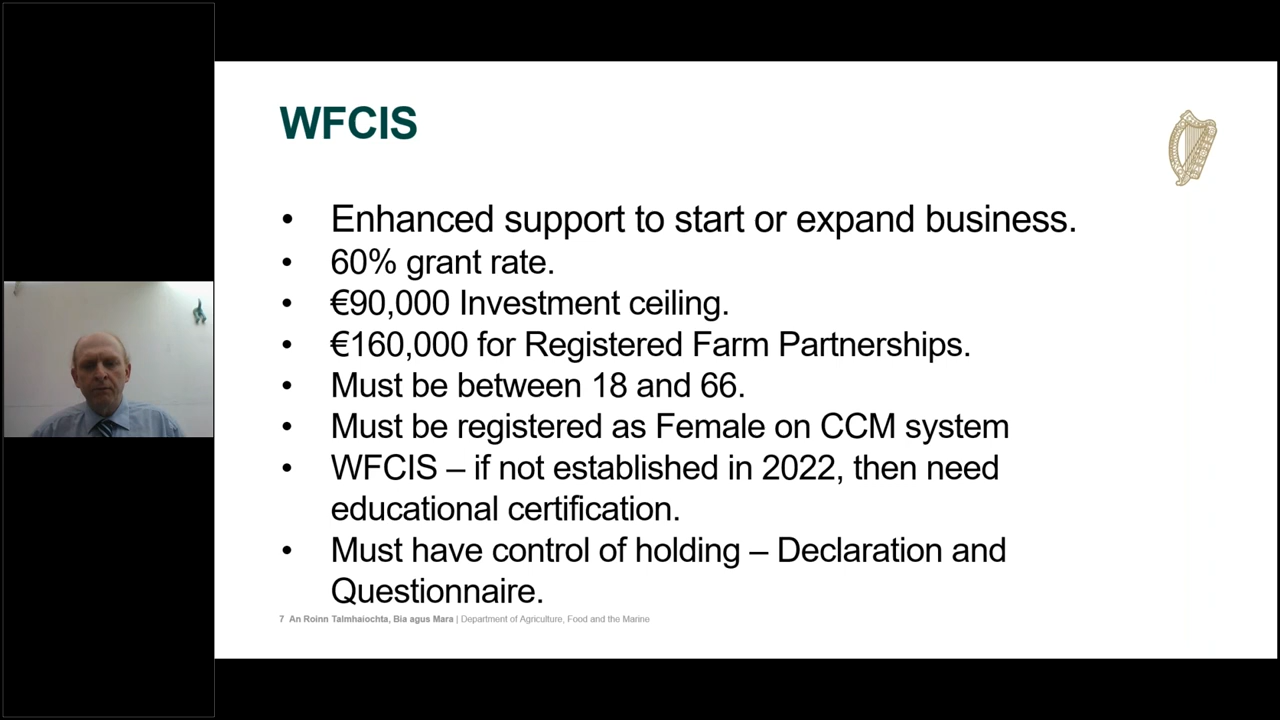 WFCIS
• Enhanced support to start or expand business.
• 60% grant rate.
• €90,000 Investment ceiling.
• €160,000 for Registered Farm Partnerships.
• Must be between 18 and 66.
• Must be registered as Female on CCM system
• WFCIS – if not established in 2022, then need
educational certification.
• Must have control of holding – Declaration and
Questionnaire.
7 An Roinn Talmhaíochta, Bia agus Mara | Department of Agriculture, Food and the Marine